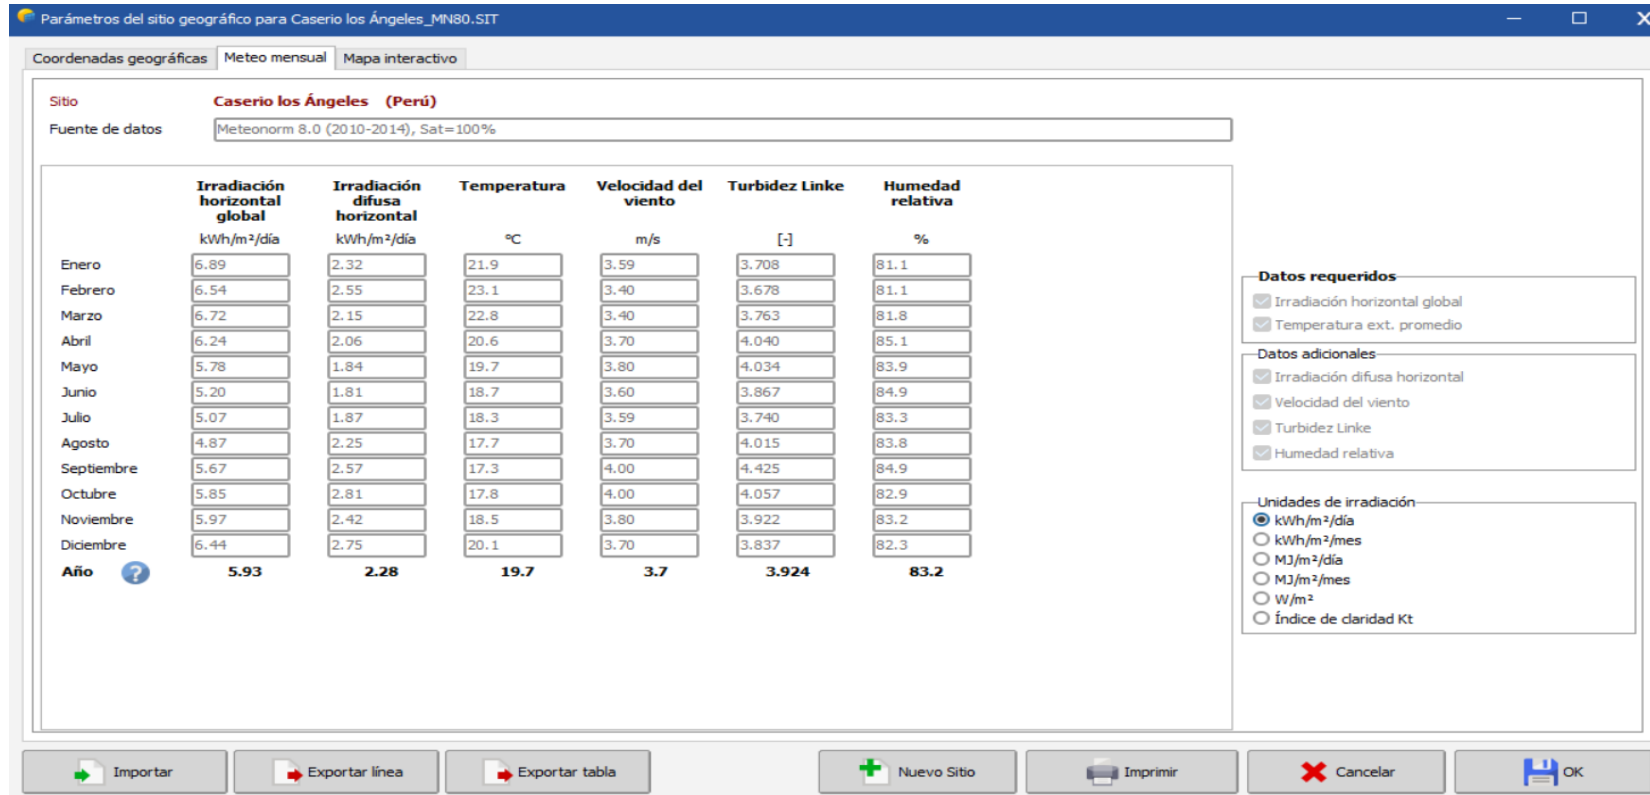 Parámetros del sitio geográfico para Caserio los Ángeles_MN80.SIT
Coordenadas geográficas Meteo mensual Mapa interactivo
Sitio Caserio los Ángeles (Perú)
Fuente de datos Meteonorm 8.0 (2010-2014), Sat=100%
Irradiación horizontal global Irradiación difusa horizontal Temperatura Velocidad del viento Turbidez Linke Humedad relativa
kWh/m²/día kWh/m²/día °C m/s [-] %
Enero 6.89 2.32 21.9 3.59 3.708 81.1
Febrero 6.54 2.55 23.1 3.40 3.678 81.1
Marzo 6.72 2.15 22.8 3.40 3.763 81.8
Abril 6.24 2.06 20.6 3.70 4.040 85.1
Mayo 5.78 1.84 19.7 3.80 4.034 83.9
Junio 5.20 1.81 18.7 3.60 3.867 84.9
Julio 5.07 1.87 18.3 3.59 3.740 83.3
Agosto 4.87 2.25 17.7 3.70 4.015 83.8
Septiembre 5.67 2.57 17.3 4.00 4.425 84.9
Octubre 5.85 2.81 17.8 4.00 4.057 82.9
Noviembre 5.97 2.42 18.5 3.80 3.922 83.2
Diciembre 6.44 2.75 20.1 3.70 3.837 82.3
Año ? 5.93 2.28 19.7 3.7 3.924 83.2
Datos requeridos
Irradiación horizontal global
Temperatura ext. promedio
Datos adicionales
Irradiación difusa horizontal
Velocidad del viento
Turbidez Linke
Humedad relativa
Unidades de irradiación
kWh/m²/día
kWh/m²/mes
MJ/m²/día
MJ/m²/mes
W/m²
Índice de claridad Kt
Importar Exportar línea Exportar tabla Nuevo Sitio Imprimir Cancelar OK